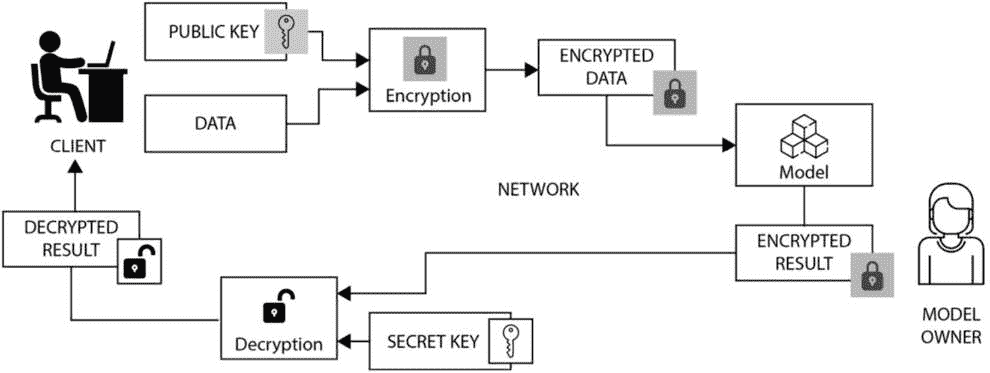 PUBLIC KEY
DATA
CLIENT
Encryption
ENCRYPTED
DATA
Model
NETWORK
DECRYPTED
RESULT
ENCRYPTED
RESULT
Decryption
SECRET KEY
MODEL
OWNER